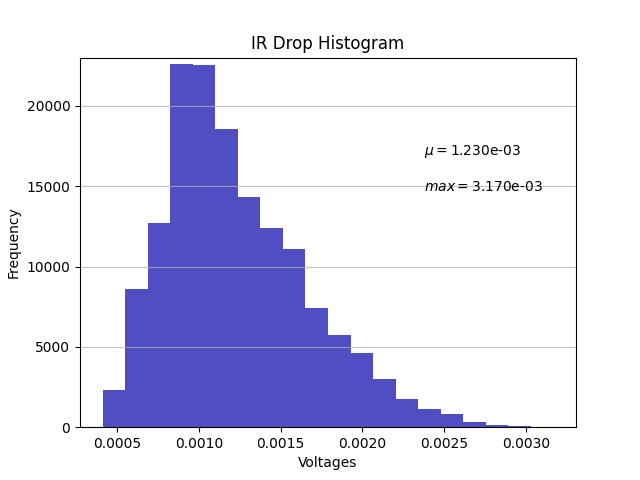 IR Drop Histogram
20000
15000
10000
5000
0
Frequency
μ = 1.230e-03
max = 3.170e-03
0.0005 0.0010 0.0015 0.0020 0.0025 0.0030
Voltages